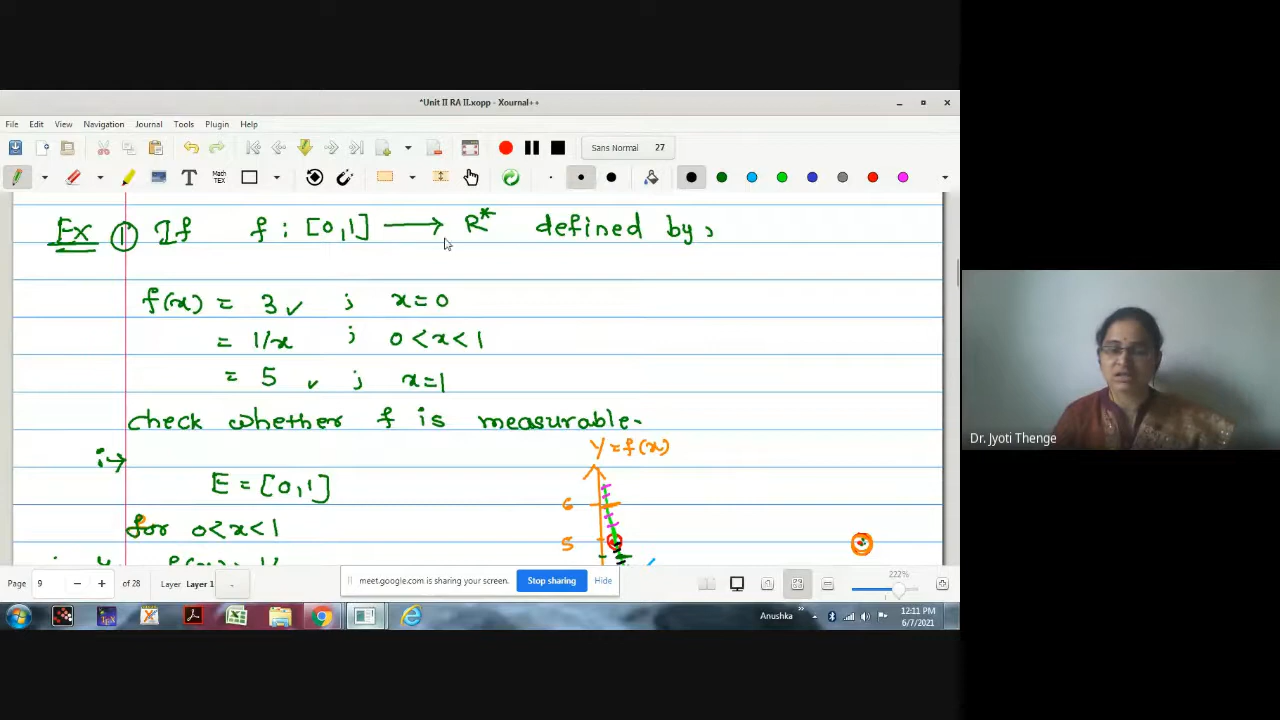 *Unit II RA II.xopp - Xournal++
File Edit View Navigation Journal Tools Plugin Help
Sans Normal 27
Ex ① If f : [0,1] ⟶ R* defined by,
f(x) = 3 ✓ ; x=0
= 1/x ; 0<x<1
= 5 ✓ ; x=1
check whether f is measurable.
i→
Y=f(x)
E = [0,1]
6
for 0<x<1
5
Page 9 of 28 Layer Layer 1
meet.google.com is sharing your screen. Stop sharing Hide
222%
Anushka
12:11 PM
6/7/2021
Dr. Jyoti Thenge